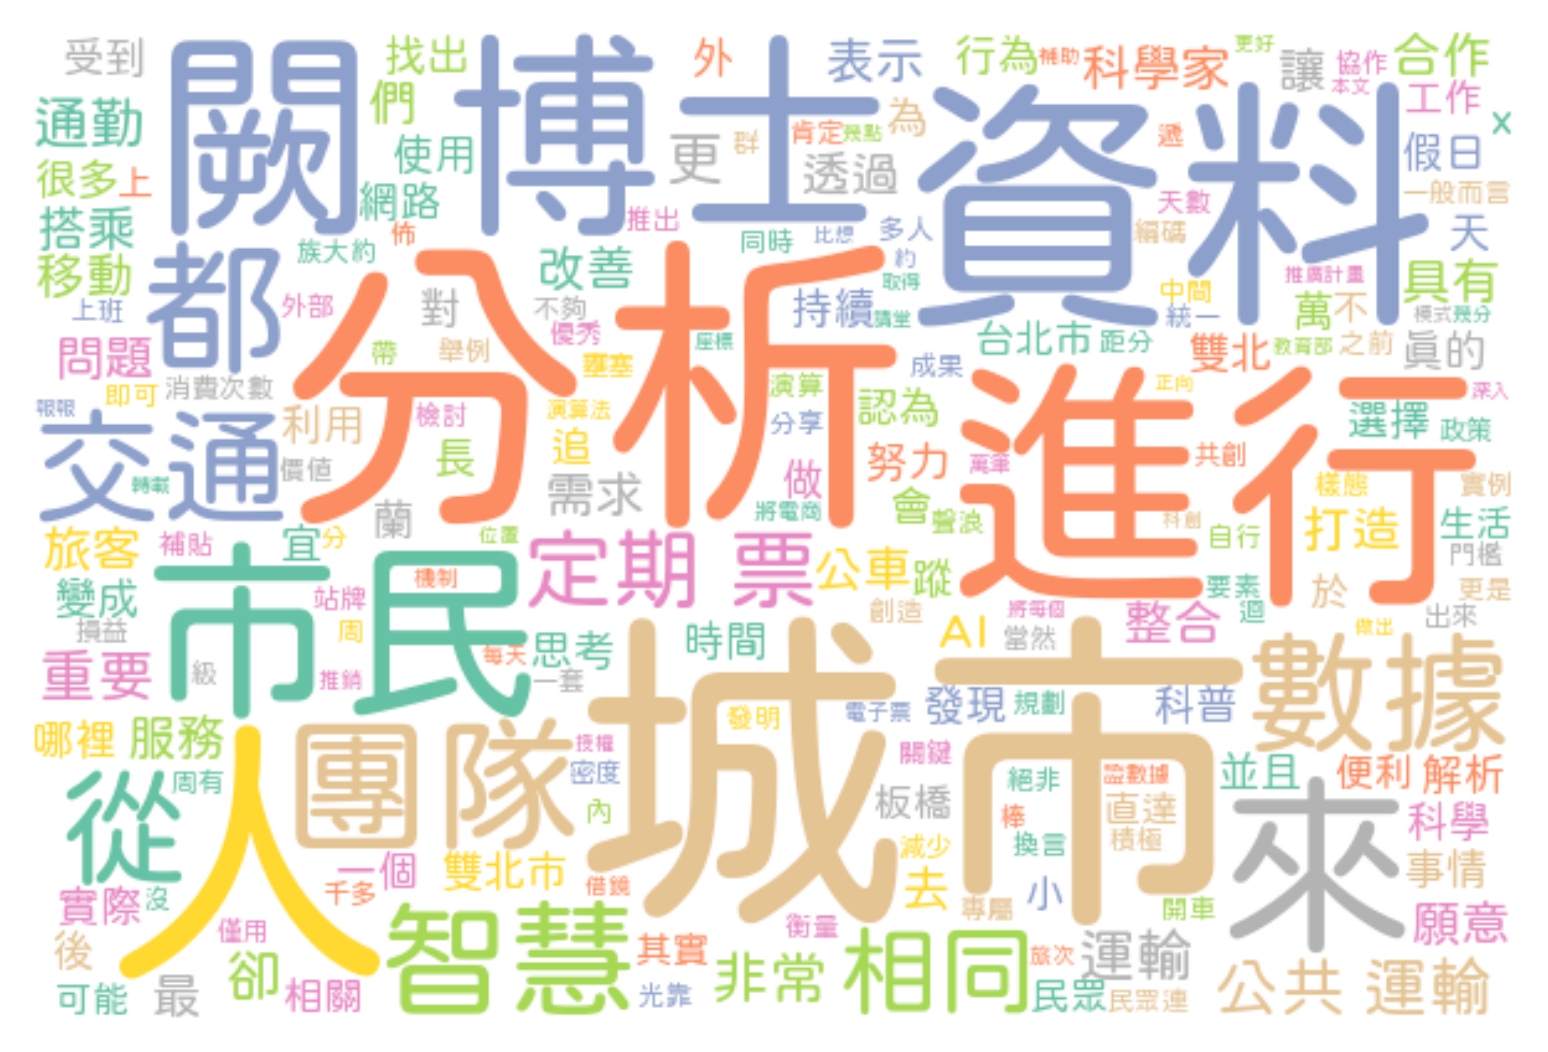 受到
闕
找出
博士
外
表示
行為
補助
科學家
更好
讓
協作
本文
合作
通勤
們
使用
更
群
肯定
幾點
為
透過
資料
遞
工作
x
假日
很多
上
網路
天數
一般而言
搭乘
推出
佈
族大約
同時
比想
多人
約
編碼
天
移動
都
改善
取得
推廣計畫
具有
上班
外部
分析
對
不夠
優秀
持續
講堂
中間
統一
萬
不
模式
幾分
問題
帶
舉例
壅塞
座標
台北市
距分
雙北
教育部
之前
真的
即可
消費次數
演算
成果
進行
正向
深入
報報
交通
利用
檢討
演算法
分享
認為
選擇
政策
轉載
價值
長
追
做
努力
萬筆
共創
需求
蘭
將電商
會
聲浪
科創
樣態
實例
旅客
補貼
宜
分
位置
定期 票
公車
蹤
自行
打造
生活
門檻
變成
市民
站牌
機制
創造
將每個
要素
迴
於
更是
損益
周
思考
時間
AI
當然
整合
做出
出來
重要
級
推銷
每天
一套
城市
發明
電子票
發現
規劃
科普
數據
哪裡
服務
人
團隊
授權
密度
關鍵
絕非
盜數據
並且
便利
解析
從
周有
內
板橋
棒
直達
來
科學
一個
雙北市
減少
換言
積極
事情
實際
沒
千多
借鏡
去
小
專屬
開車
後
僅用
智慧
其實
衡量
相同
旅次
運輸
願意
可能
最
卻
相關
光靠
非常
民眾
民眾連
公共 運輸